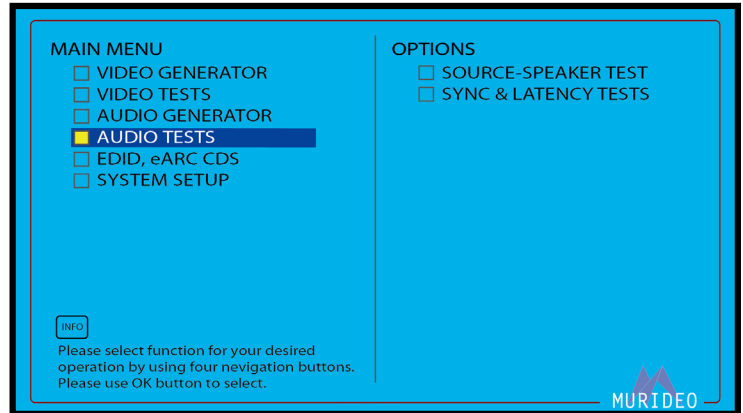 MAIN MENU
VIDEO GENERATOR
VIDEO TESTS
AUDIO GENERATOR
AUDIO TESTS
EDID, eARC CDS
SYSTEM SETUP
INFO
Please select function for your desired
operation by using four nevigation buttons.
Please use OK button to select.
OPTIONS
SOURCE-SPEAKER TEST
SYNC & LATENCY TESTS
MURIDEO